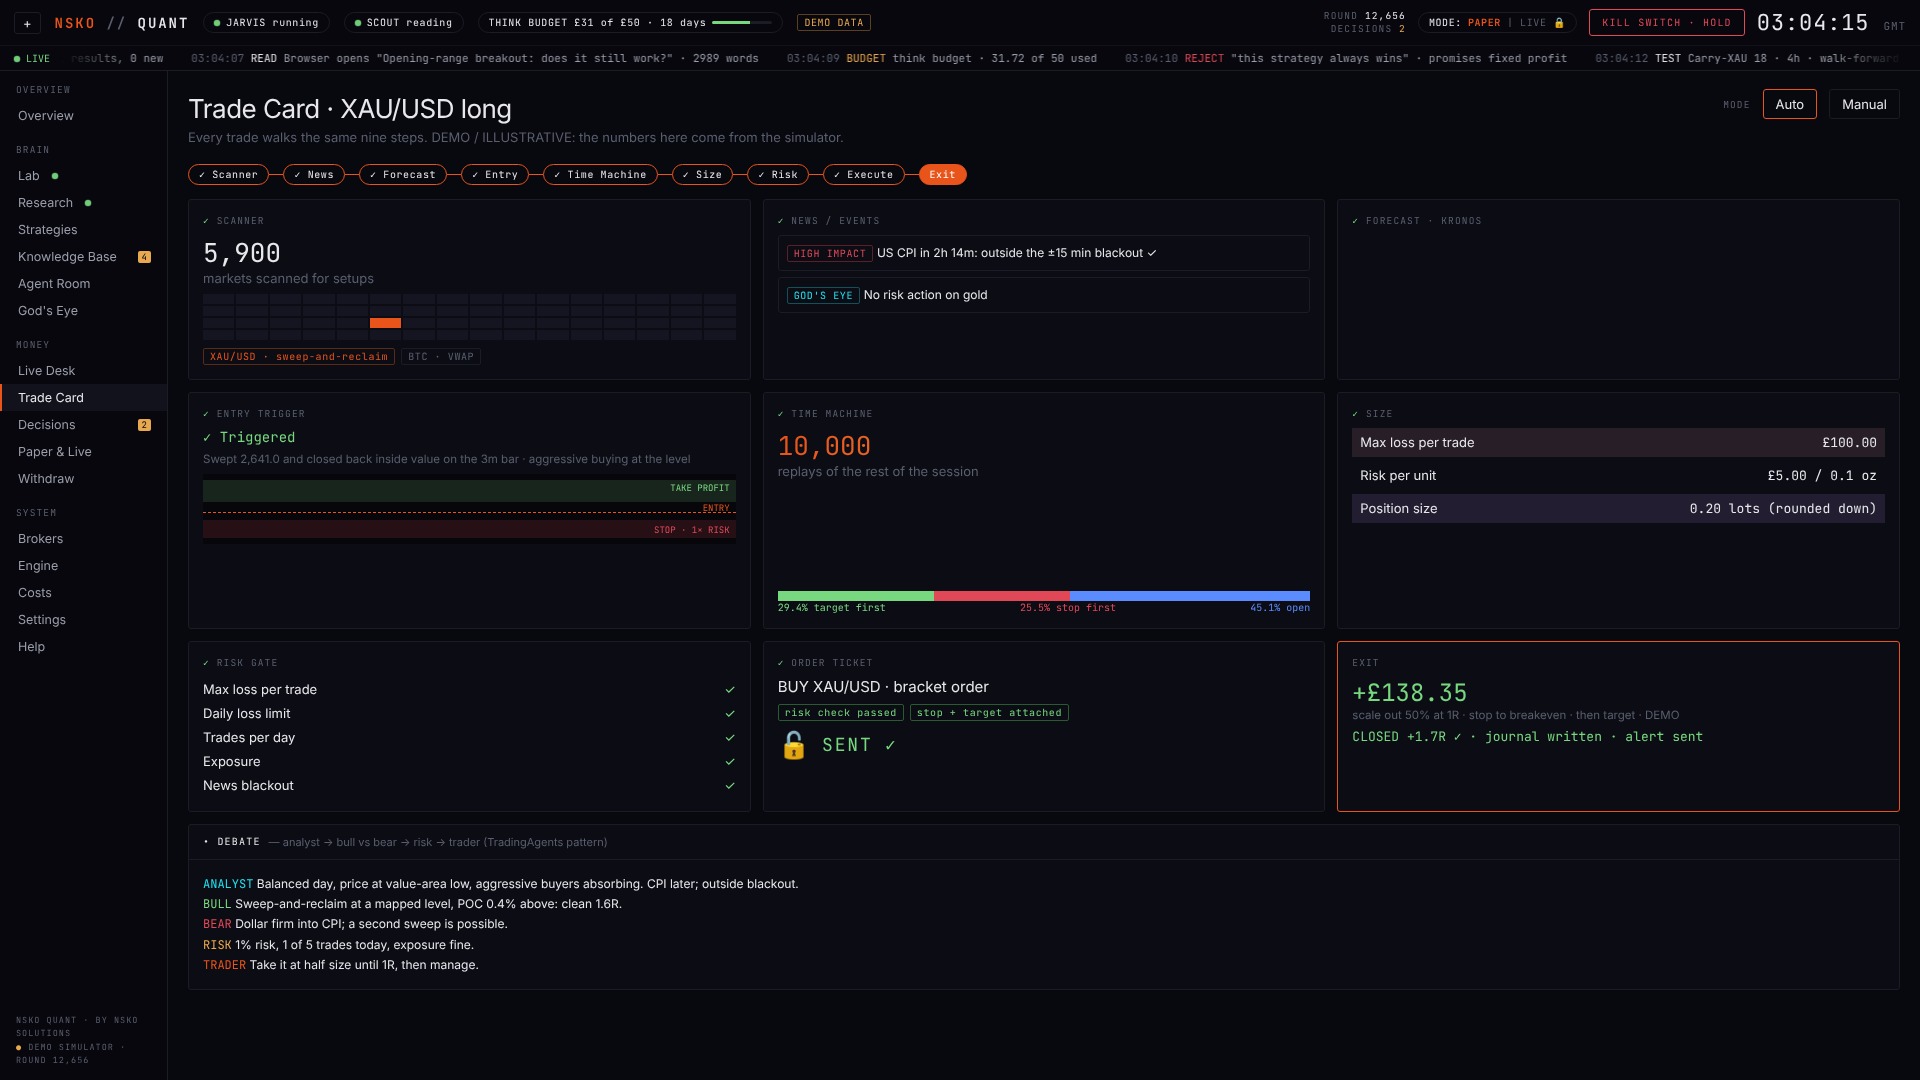 + NSKO // QUANT JARVIS running SCOUT reading THINK BUDGET £31 of £50 · 18 days DEMO DATA
ROUND 12,656
DECISIONS 2
MODE: PAPER | LIVE 🔒 KILL SWITCH · HOLD 03:04:15 GMT
LIVE results, 0 new 03:04:07 READ Browser opens "Opening-range breakout: does it still work?" · 2989 words 03:04:09 BUDGET think budget · 31.72 of 50 used 03:04:10 REJECT "this strategy always wins" · promises fixed profit 03:04:12 TEST Carry-XAU 18 · 4h · walk-forward
OVERVIEW
Overview
BRAIN
Lab
Research
Strategies
Knowledge Base 4
Agent Room
God's Eye
MONEY
Live Desk
Trade Card
Decisions 2
Paper & Live
Withdraw
SYSTEM
Brokers
Engine
Costs
Settings
Help
NSKO QUANT · BY NSKO
SOLUTIONS
DEMO SIMULATOR ·
ROUND 12,656
Trade Card · XAU/USD long
MODE Auto Manual
Every trade walks the same nine steps. DEMO / ILLUSTRATIVE: the numbers here come from the simulator.
✓ Scanner ✓ News ✓ Forecast ✓ Entry ✓ Time Machine ✓ Size ✓ Risk ✓ Execute Exit
✓ SCANNER
5,900
markets scanned for setups
XAU/USD · sweep-and-reclaim BTC · VWAP
✓ NEWS / EVENTS
HIGH IMPACT US CPI in 2h 14m: outside the ±15 min blackout ✓
GOD'S EYE No risk action on gold
✓ FORECAST · KRONOS
✓ ENTRY TRIGGER
✓ Triggered
Swept 2,641.0 and closed back inside value on the 3m bar · aggressive buying at the level
TAKE PROFIT
ENTRY
STOP · 1× RISK
✓ TIME MACHINE
10,000
replays of the rest of the session
29.4% target first 25.5% stop first 45.1% open
✓ SIZE
Max loss per trade £100.00
Risk per unit £5.00 / 0.1 oz
Position size 0.20 lots (rounded down)
✓ RISK GATE
Max loss per trade ✓
Daily loss limit ✓
Trades per day ✓
Exposure ✓
News blackout ✓
✓ ORDER TICKET
BUY XAU/USD · bracket order
risk check passed stop + target attached
🔓 SENT ✓
EXIT
+£138.35
scale out 50% at 1R · stop to breakeven · then target · DEMO
CLOSED +1.7R ✓ · journal written · alert sent
• DEBATE — analyst → bull vs bear → risk → trader (TradingAgents pattern)
ANALYST Balanced day, price at value-area low, aggressive buyers absorbing. CPI later; outside blackout.
BULL Sweep-and-reclaim at a mapped level, POC 0.4% above: clean 1.6R.
BEAR Dollar firm into CPI; a second sweep is possible.
RISK 1% risk, 1 of 5 trades today, exposure fine.
TRADER Take it at half size until 1R, then manage.